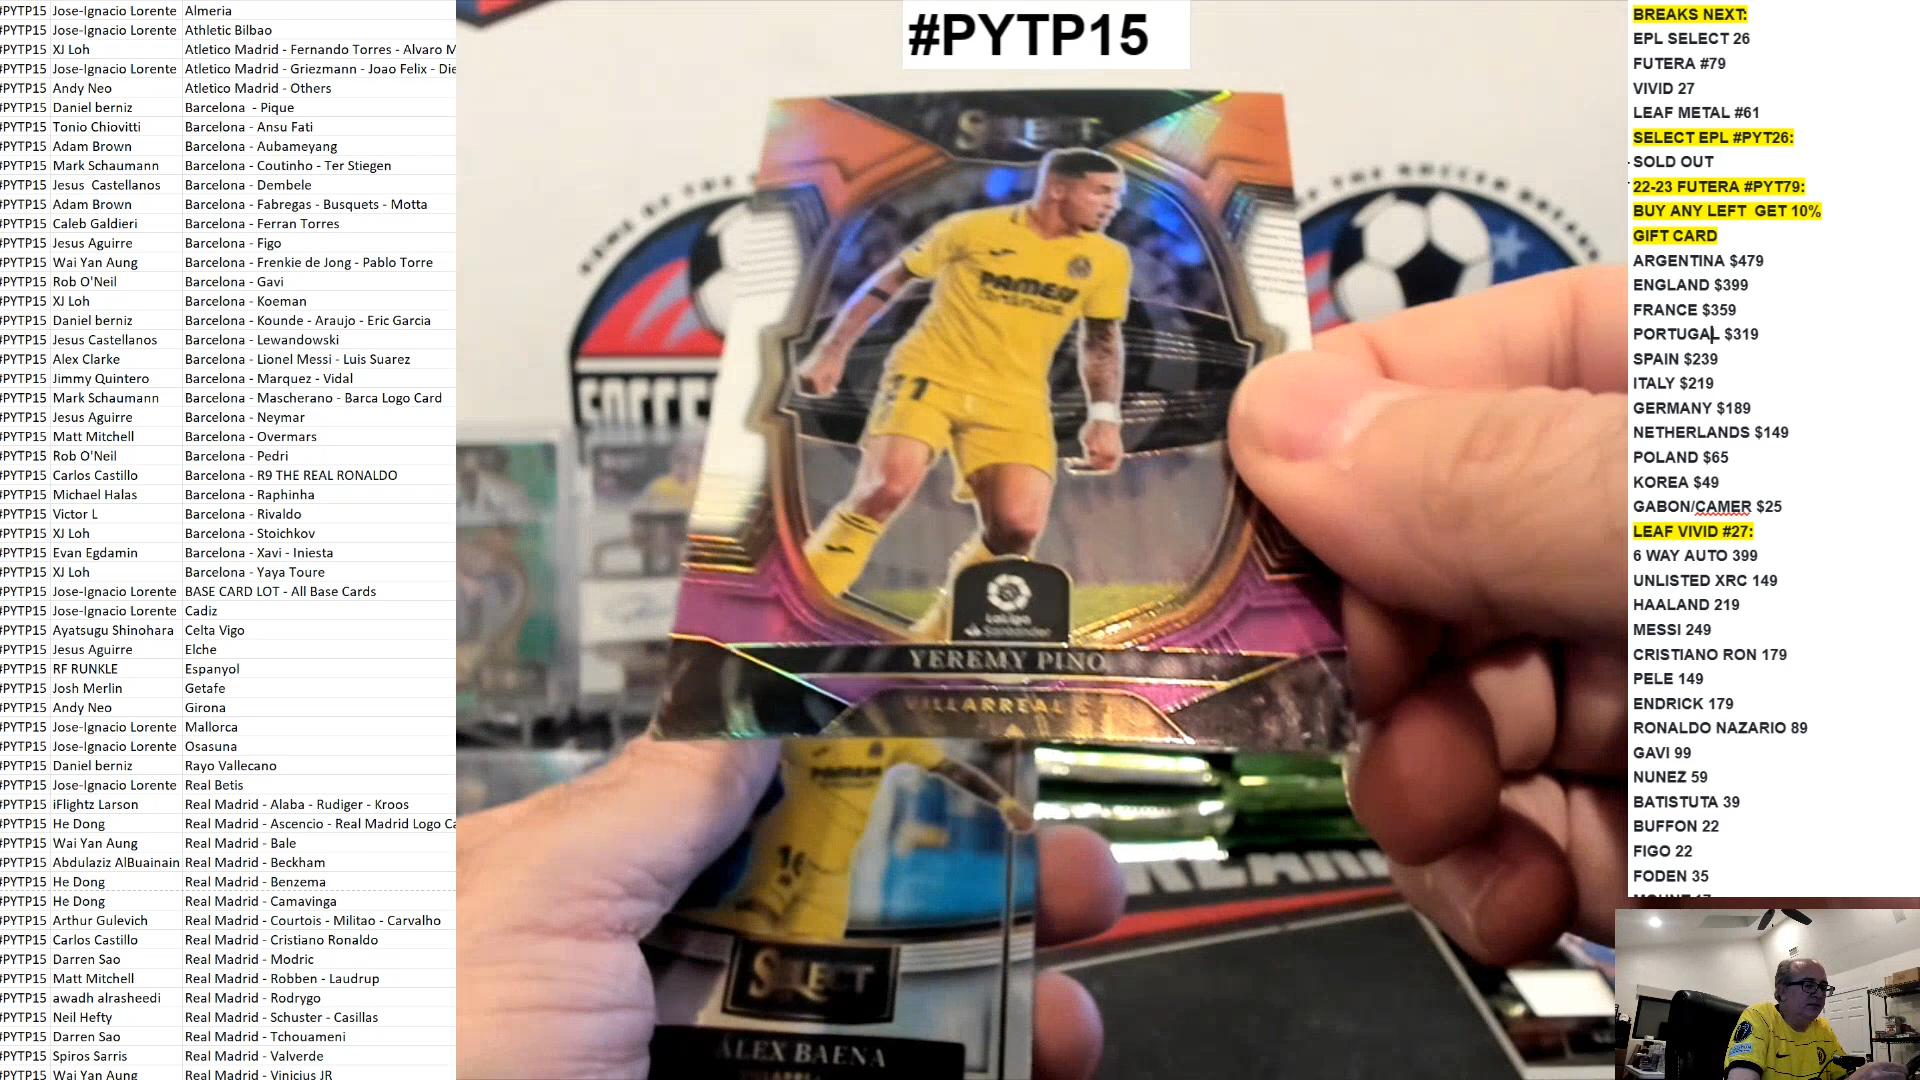 #PYTP15 Jose-Ignacio Lorente Almeria
#PYTP15 Jose-Ignacio Lorente Athletic Bilbao
#PYTP15 XJ Loh Atletico Madrid - Fernando Torres - Alvaro M
#PYTP15 Jose-Ignacio Lorente Atletico Madrid - Griezmann - Joao Felix - Die
#PYTP15 Andy Neo Atletico Madrid - Others
#PYTP15 Daniel berniz Barcelona - Pique
#PYTP15 Tonio Chiovitti Barcelona - Ansu Fati
#PYTP15 Adam Brown Barcelona - Aubameyang
#PYTP15 Mark Schaumann Barcelona - Coutinho - Ter Stiegen
#PYTP15 Jesus Castellanos Barcelona - Dembele
#PYTP15 Adam Brown Barcelona - Fabregas - Busquets - Motta
#PYTP15 Caleb Galdieri Barcelona - Ferran Torres
#PYTP15 Jesus Aguirre Barcelona - Figo
#PYTP15 Wai Yan Aung Barcelona - Frenkie de Jong - Pablo Torre
#PYTP15 Rob O'Neil Barcelona - Gavi
#PYTP15 XJ Loh Barcelona - Koeman
#PYTP15 Daniel berniz Barcelona - Kounde - Araujo - Eric Garcia
#PYTP15 Jesus Castellanos Barcelona - Lewandowski
#PYTP15 Alex Clarke Barcelona - Lionel Messi - Luis Suarez
#PYTP15 Jimmy Quintero Barcelona - Marquez - Vidal
#PYTP15 Mark Schaumann Barcelona - Mascherano - Barca Logo Card
#PYTP15 Jesus Aguirre Barcelona - Neymar
#PYTP15 Matt Mitchell Barcelona - Overmars
#PYTP15 Rob O'Neil Barcelona - Pedri
#PYTP15 Carlos Castillo Barcelona - R9 THE REAL RONALDO
#PYTP15 Michael Halas Barcelona - Raphinha
#PYTP15 Victor L Barcelona - Rivaldo
#PYTP15 XJ Loh Barcelona - Stoichkov
#PYTP15 Evan Egdamin Barcelona - Xavi - Iniesta
#PYTP15 XJ Loh Barcelona - Yaya Toure
#PYTP15 Jose-Ignacio Lorente BASE CARD LOT - All Base Cards
#PYTP15 Jose-Ignacio Lorente Cadiz
#PYTP15 Ayatsugu Shinohara Celta Vigo
#PYTP15 Jesus Aguirre Elche
#PYTP15 RF RUNKLE Espanyol
#PYTP15 Josh Merlin Getafe
#PYTP15 Andy Neo Girona
#PYTP15 Jose-Ignacio Lorente Mallorca
#PYTP15 Jose-Ignacio Lorente Osasuna
#PYTP15 Daniel berniz Rayo Vallecano
#PYTP15 Jose-Ignacio Lorente Real Betis
#PYTP15 iFlightz Larson Real Madrid - Alaba - Rudiger - Kroos
#PYTP15 He Dong Real Madrid - Ascencio - Real Madrid Logo Ca
#PYTP15 Wai Yan Aung Real Madrid - Bale
#PYTP15 Abdulaziz AlBuainain Real Madrid - Beckham
#PYTP15 He Dong Real Madrid - Benzema
#PYTP15 He Dong Real Madrid - Camavinga
#PYTP15 Arthur Gulevich Real Madrid - Courtois - Militao - Carvalho
#PYTP15 Carlos Castillo Real Madrid - Cristiano Ronaldo
#PYTP15 Darren Sao Real Madrid - Modric
#PYTP15 Matt Mitchell Real Madrid - Robben - Laudrup
#PYTP15 awadh alrasheedi Real Madrid - Rodrygo
#PYTP15 Neil Hefty Real Madrid - Schuster - Casillas
#PYTP15 Darren Sao Real Madrid - Tchouameni
#PYTP15 Spiros Sarris Real Madrid - Valverde
#PYTP15 Wai Yan Aung Real Madrid - Vinicius JR
#PYTP15
SELECT
PAMESA
11
LaLiga
Santander
YEREMY PINO
VILLARREAL
16
SELECT
ALEX BAENA
BREAKS NEXT:
EPL SELECT 26
FUTERA #79
VIVID 27
LEAF METAL #61
SELECT EPL #PYT26:
SOLD OUT
22-23 FUTERA #PYT79:
BUY ANY LEFT GET 10%
GIFT CARD
ARGENTINA $479
ENGLAND $399
FRANCE $359
PORTUGAL $319
SPAIN $239
ITALY $219
GERMANY $189
NETHERLANDS $149
POLAND $65
KOREA $49
GABON/CAMER $25
LEAF VIVID #27:
6 WAY AUTO 399
UNLISTED XRC 149
HAALAND 219
MESSI 249
CRISTIANO RON 179
PELE 149
ENDRICK 179
RONALDO NAZARIO 89
GAVI 99
NUNEZ 59
BATISTUTA 39
BUFFON 22
FIGO 22
FODEN 35